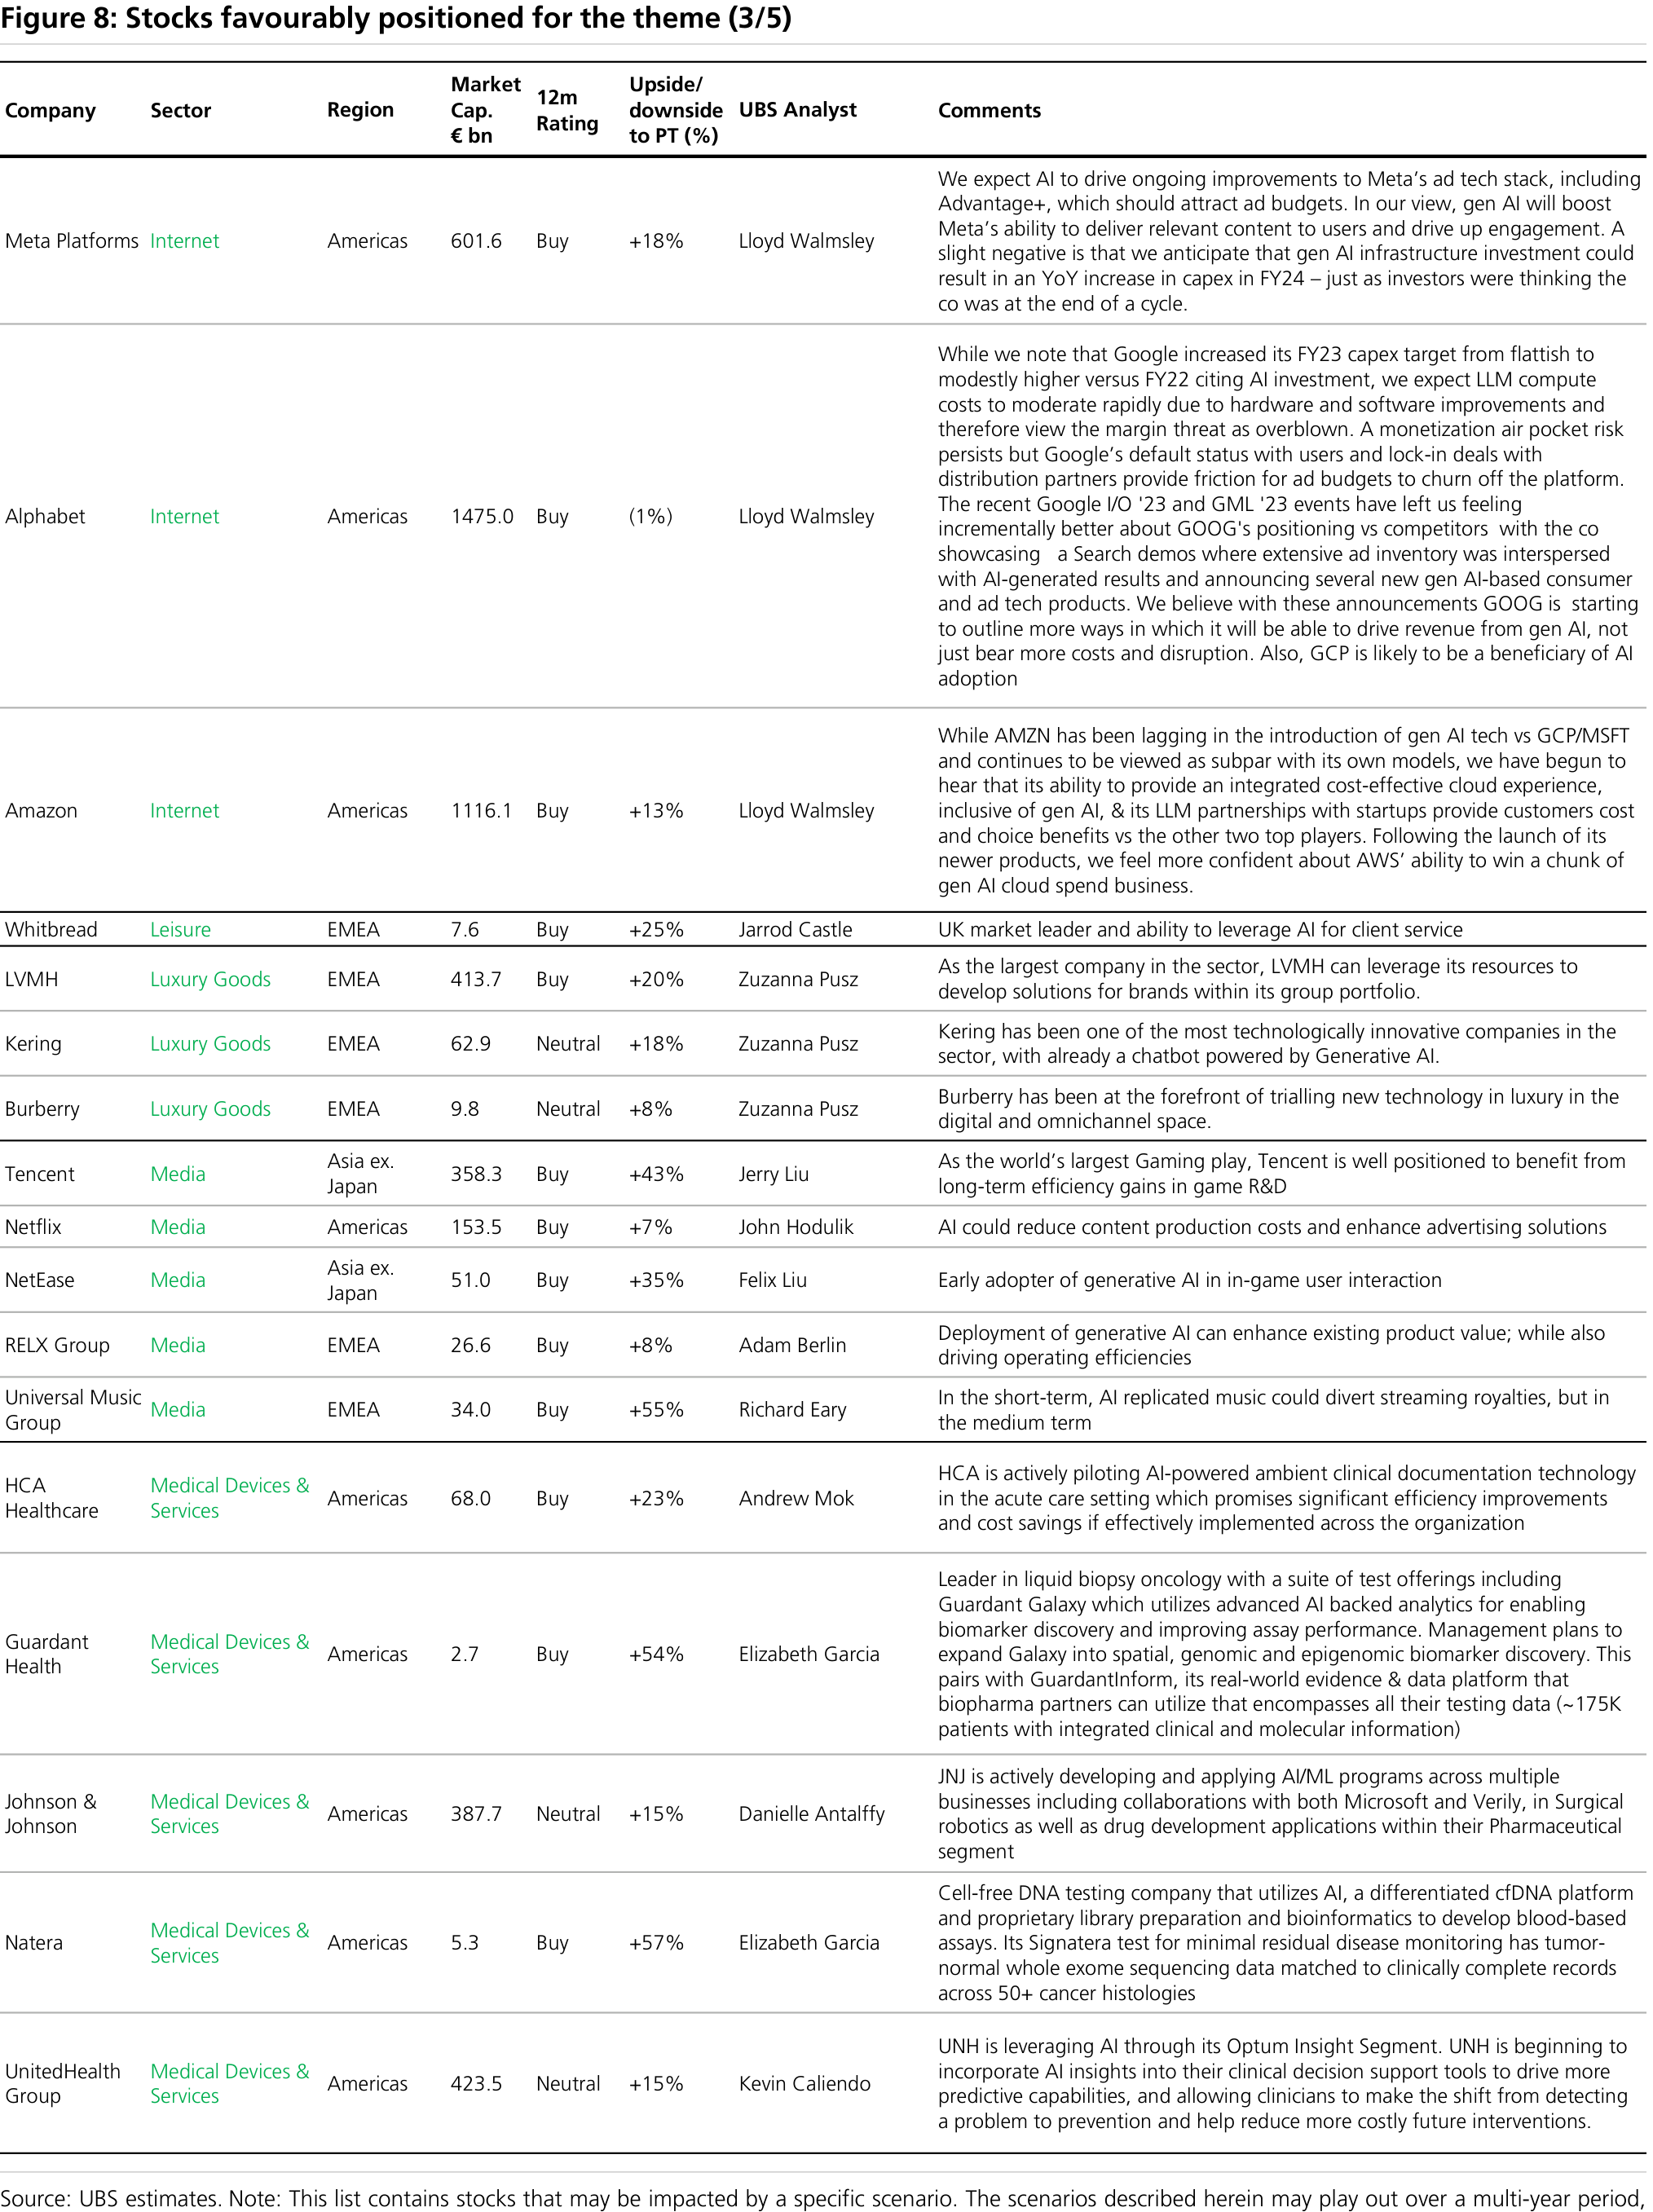 Figure 8: Stocks favourably positioned for the theme (3/5)
Company Sector Region Market Cap. € bn 12m Rating Upside/ downside to PT (%) UBS Analyst Comments
Meta Platforms Internet Americas 601.6 Buy +18% Lloyd Walmsley
We expect AI to drive ongoing improvements to Meta’s ad tech stack, including
Advantage+, which should attract ad budgets. In our view, gen AI will boost
Meta’s ability to deliver relevant content to users and drive up engagement. A
slight negative is that we anticipate that gen AI infrastructure investment could
result in an YoY increase in capex in FY24 – just as investors were thinking the
co was at the end of a cycle.
Alphabet Internet Americas 1475.0 Buy (1%) Lloyd Walmsley
While we note that Google increased its FY23 capex target from flattish to
modestly higher versus FY22 citing AI investment, we expect LLM compute
costs to moderate rapidly due to hardware and software improvements and
therefore view the margin threat as overblown. A monetization air pocket risk
persists but Google’s default status with users and lock-in deals with
distribution partners provide friction for ad budgets to churn off the platform.
The recent Google I/O '23 and GML '23 events have left us feeling
incrementally better about GOOG's positioning vs competitors  with the co
showcasing   a Search demos where extensive ad inventory was interspersed
with AI-generated results and announcing several new gen AI-based consumer
and ad tech products. We believe with these announcements GOOG is  starting
to outline more ways in which it will be able to drive revenue from gen AI, not
just bear more costs and disruption. Also, GCP is likely to be a beneficiary of AI
adoption
Amazon Internet Americas 1116.1 Buy +13% Lloyd Walmsley
While AMZN has been lagging in the introduction of gen AI tech vs GCP/MSFT
and continues to be viewed as subpar with its own models, we have begun to
hear that its ability to provide an integrated cost-effective cloud experience,
inclusive of gen AI, & its LLM partnerships with startups provide customers cost
and choice benefits vs the other two top players. Following the launch of its
newer products, we feel more confident about AWS’ ability to win a chunk of
gen AI cloud spend business.
Whitbread Leisure EMEA 7.6 Buy +25% Jarrod Castle UK market leader and ability to leverage AI for client service
LVMH Luxury Goods EMEA 413.7 Buy +20% Zuzanna Pusz
As the largest company in the sector, LVMH can leverage its resources to
develop solutions for brands within its group portfolio.
Kering Luxury Goods EMEA 62.9 Neutral +18% Zuzanna Pusz
Kering has been one of the most technologically innovative companies in the
sector, with already a chatbot powered by Generative AI.
Burberry Luxury Goods EMEA 9.8 Neutral +8% Zuzanna Pusz
Burberry has been at the forefront of trialling new technology in luxury in the
digital and omnichannel space.
Tencent Media Asia ex. Japan 358.3 Buy +43% Jerry Liu
As the world’s largest Gaming play, Tencent is well positioned to benefit from
long-term efficiency gains in game R&D
Netflix Media Americas 153.5 Buy +7% John Hodulik AI could reduce content production costs and enhance advertising solutions
NetEase Media Asia ex. Japan 51.0 Buy +35% Felix Liu Early adopter of generative AI in in-game user interaction
RELX Group Media EMEA 26.6 Buy +8% Adam Berlin
Deployment of generative AI can enhance existing product value; while also
driving operating efficiencies
Universal Music Group Media EMEA 34.0 Buy +55% Richard Eary
In the short-term, AI replicated music could divert streaming royalties, but in
the medium term
HCA Healthcare Medical Devices & Services Americas 68.0 Buy +23% Andrew Mok
HCA is actively piloting AI-powered ambient clinical documentation technology
in the acute care setting which promises significant efficiency improvements
and cost savings if effectively implemented across the organization
Guardant Health Medical Devices & Services Americas 2.7 Buy +54% Elizabeth Garcia
Leader in liquid biopsy oncology with a suite of test offerings including
Guardant Galaxy which utilizes advanced AI backed analytics for enabling
biomarker discovery and improving assay performance. Management plans to
expand Galaxy into spatial, genomic and epigenomic biomarker discovery. This
pairs with GuardantInform, its real-world evidence & data platform that
biopharma partners can utilize that encompasses all their testing data (~175K
patients with integrated clinical and molecular information)
Johnson & Johnson Medical Devices & Services Americas 387.7 Neutral +15% Danielle Antalffy
JNJ is actively developing and applying AI/ML programs across multiple
businesses including collaborations with both Microsoft and Verily, in Surgical
robotics as well as drug development applications within their Pharmaceutical
segment
Natera Medical Devices & Services Americas 5.3 Buy +57% Elizabeth Garcia
Cell-free DNA testing company that utilizes AI, a differentiated cfDNA platform
and proprietary library preparation and bioinformatics to develop blood-based
assays. Its Signatera test for minimal residual disease monitoring has tumor-
normal whole exome sequencing data matched to clinically complete records
across 50+ cancer histologies
UnitedHealth Group Medical Devices & Services Americas 423.5 Neutral +15% Kevin Caliendo
UNH is leveraging AI through its Optum Insight Segment. UNH is beginning to
incorporate AI insights into their clinical decision support tools to drive more
predictive capabilities, and allowing clinicians to make the shift from detecting
a problem to prevention and help reduce more costly future interventions.
Source: UBS estimates. Note: This list contains stocks that may be impacted by a specific scenario. The scenarios described herein may play out over a multi-year period,